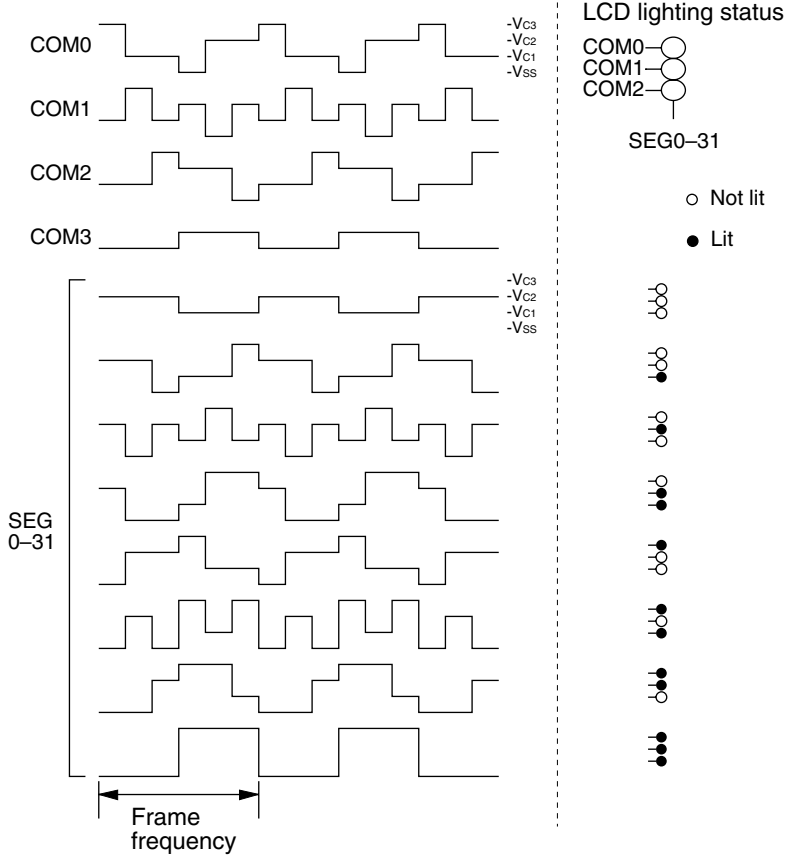 LCD lighting status
COM0
-VC3
-VC2
-VC1
-VSS
COM0
COM1
COM2
SEG0–31
COM1
COM2
Not lit
COM3
Lit
-VC3
-VC2
-VC1
-VSS
SEG
0–31
Frame
frequency